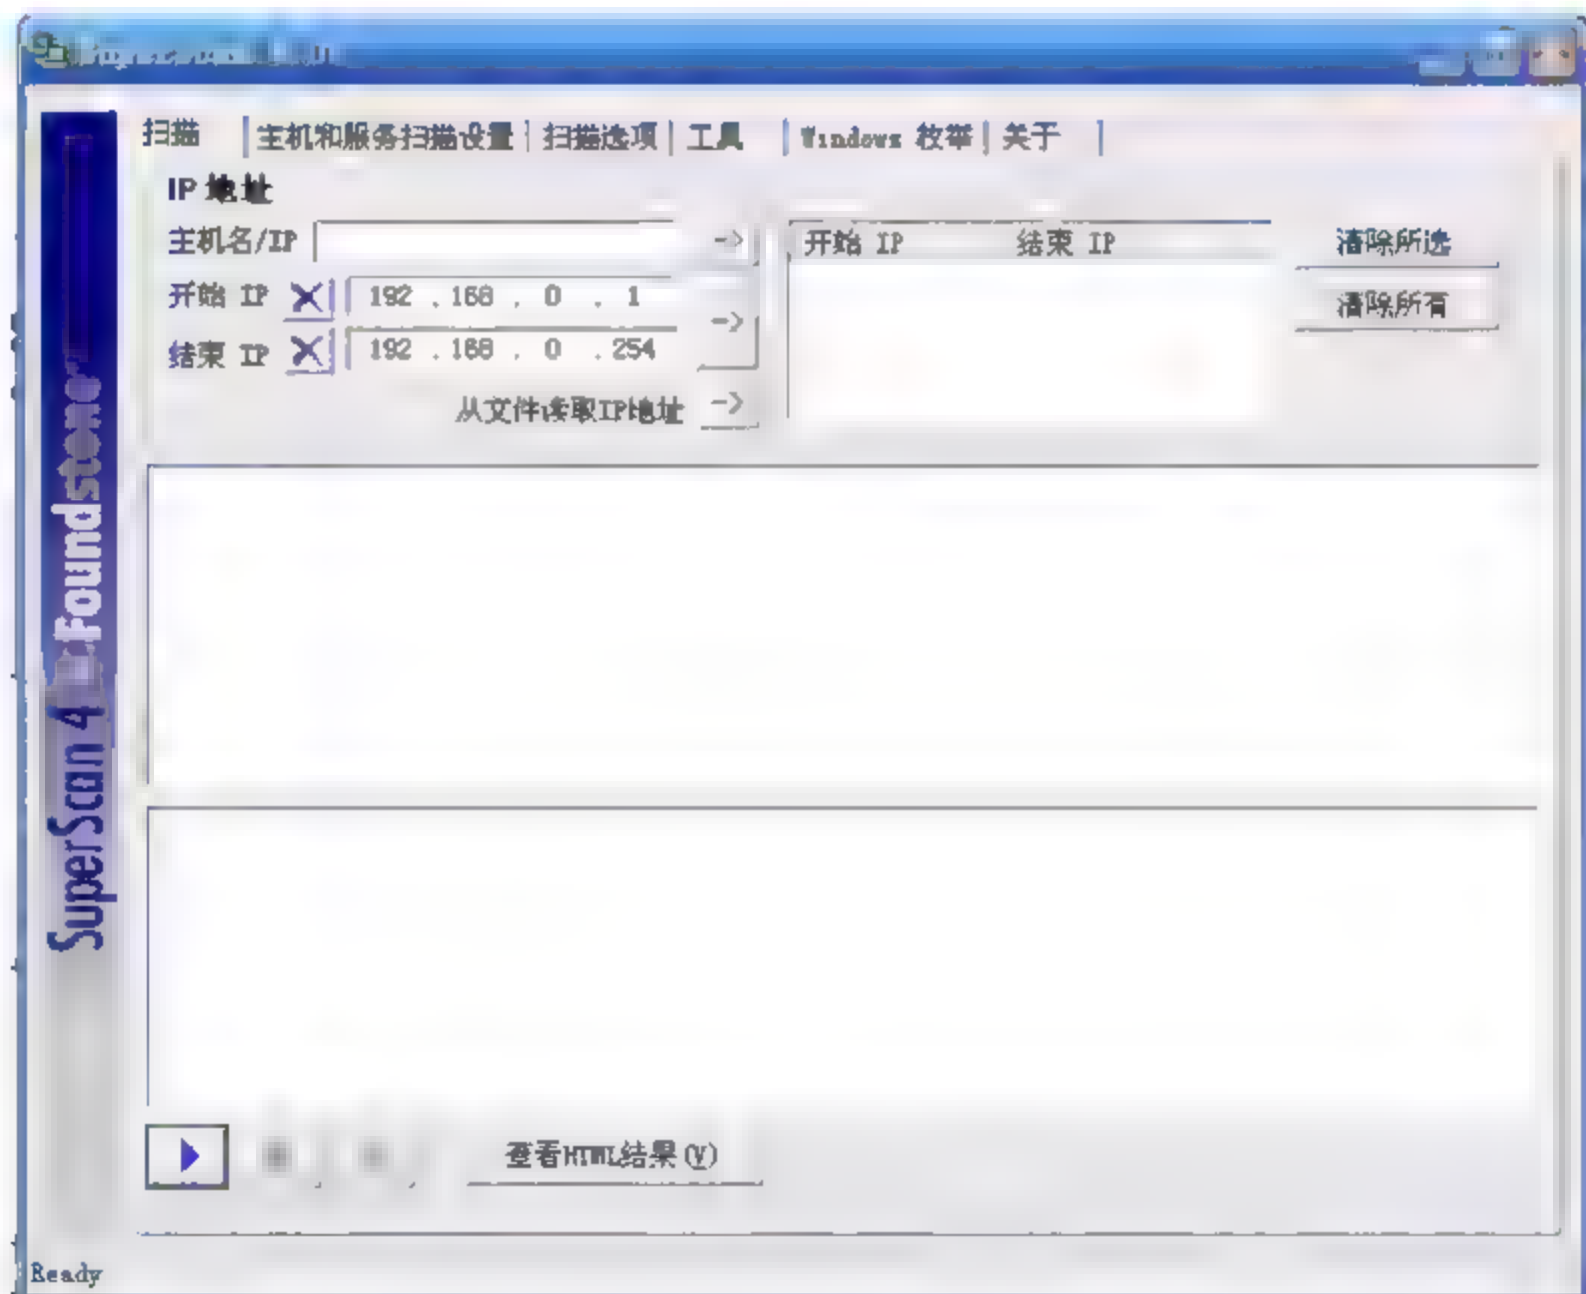 扫描 主机和服务扫描设置 扫描选项 工具 Windows 枚举 关于
IP 地址
主机名/IP -> 开始 IP 结束 IP 清除所选
开始 IP 192 . 168 . 0 . 1 -> 清除所有
结束 IP 192 . 168 . 0 . 254
从文件读取IP地址 ->
SuperScan 4 Foundstone
查看HTML结果(V)
Ready